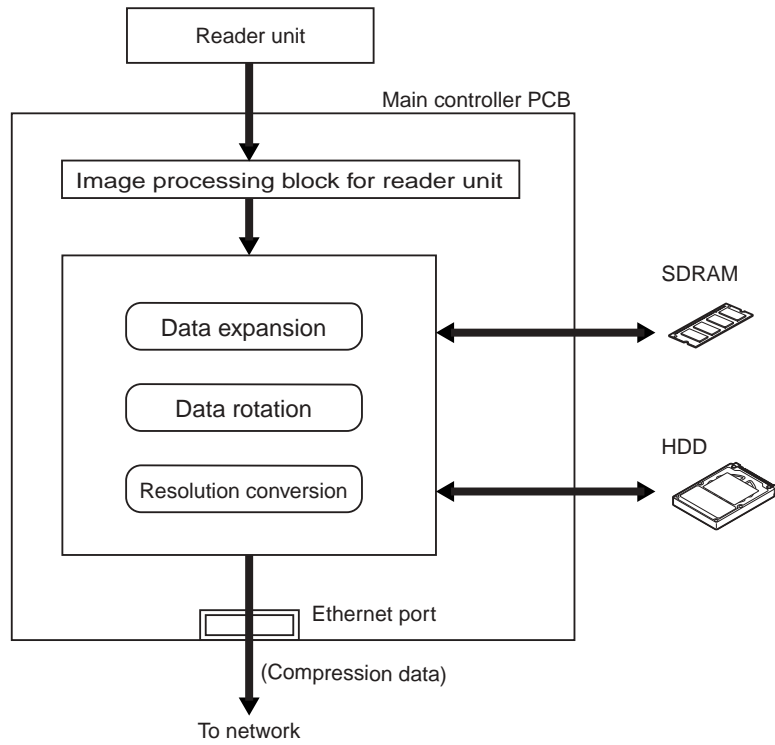 Reader unit
Main controller PCB
Image processing block for reader unit
SDRAM
Data expansion
Data rotation
HDD
Resolution conversion
Ethernet port
(Compression data)
To network